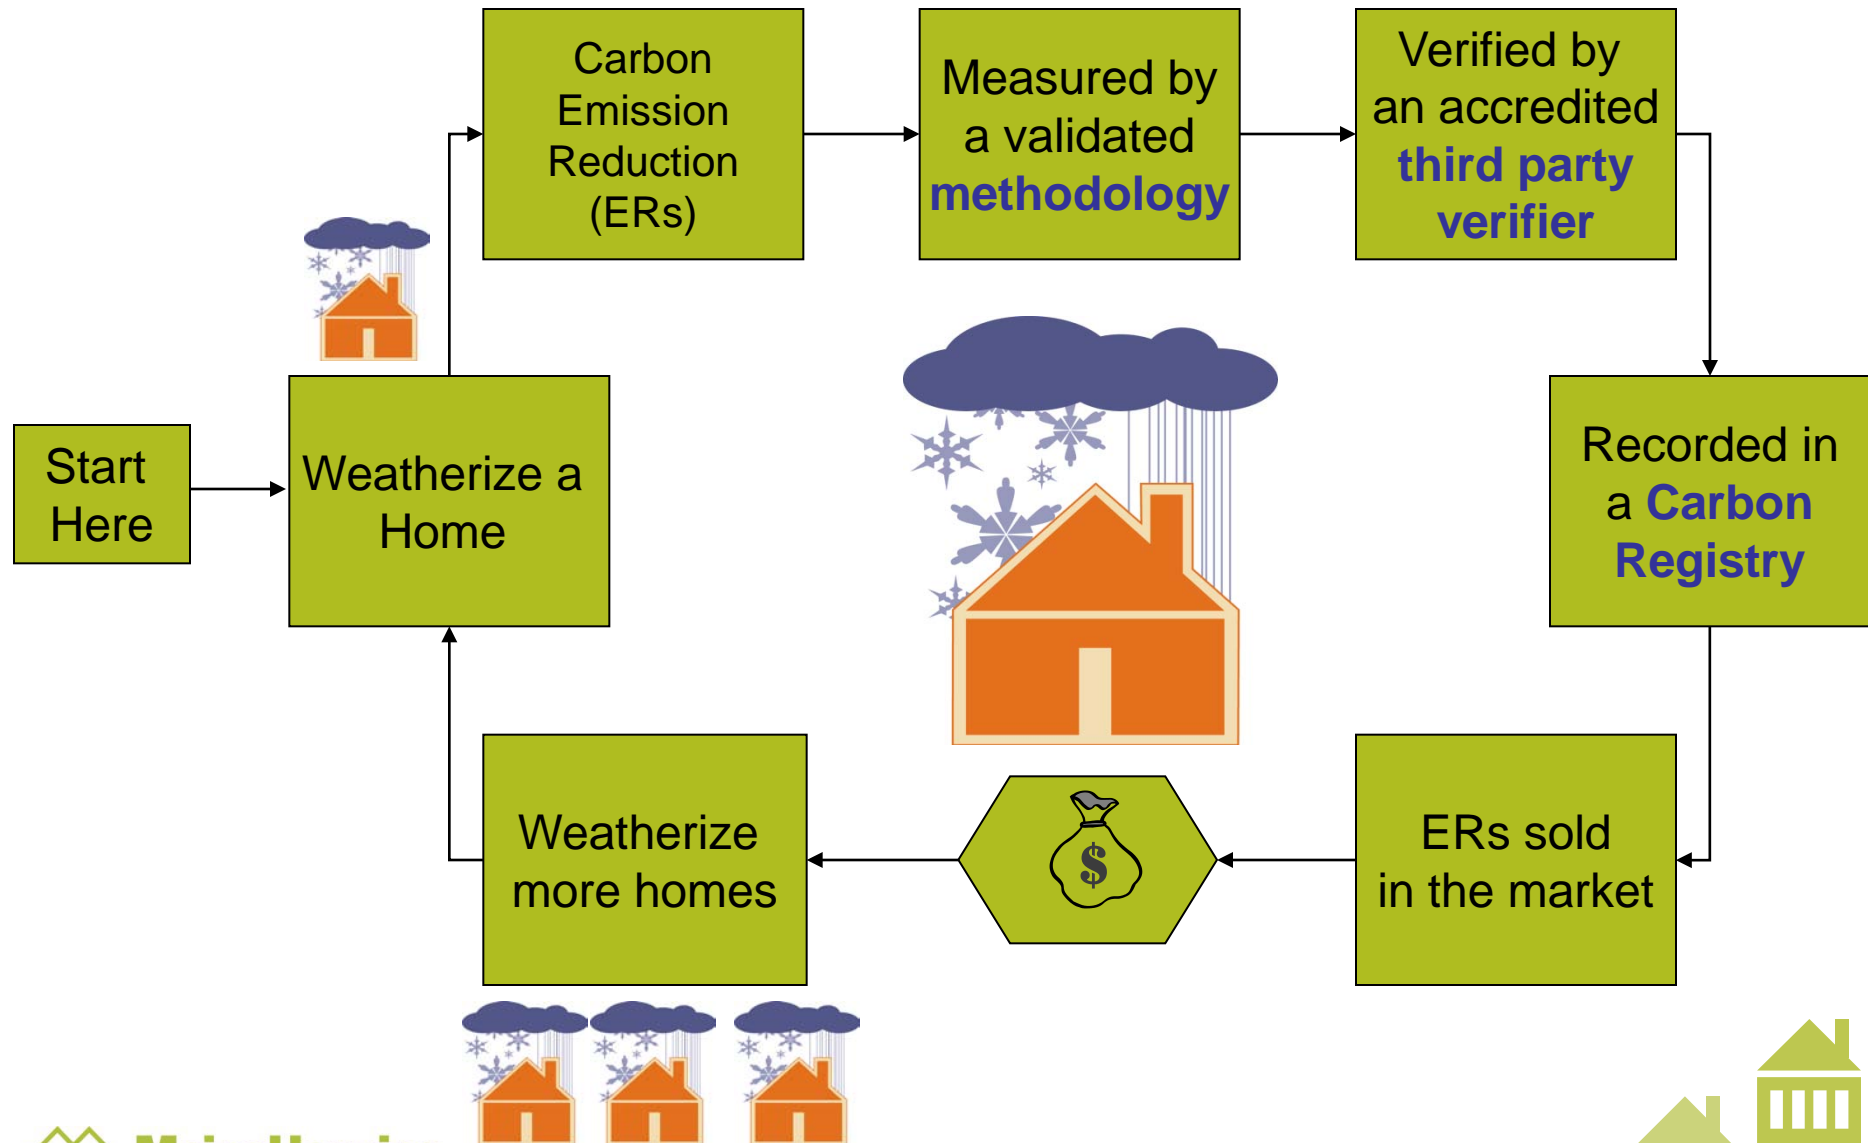 Start
Here
Weatherize a
Home
Carbon
Emission
Reduction
(ERs)
Measured by
a validated
methodology
Verified by
an accredited
third party
verifier
Recorded in
a Carbon
Registry
ERs sold
in the market
$
Weatherize
more homes